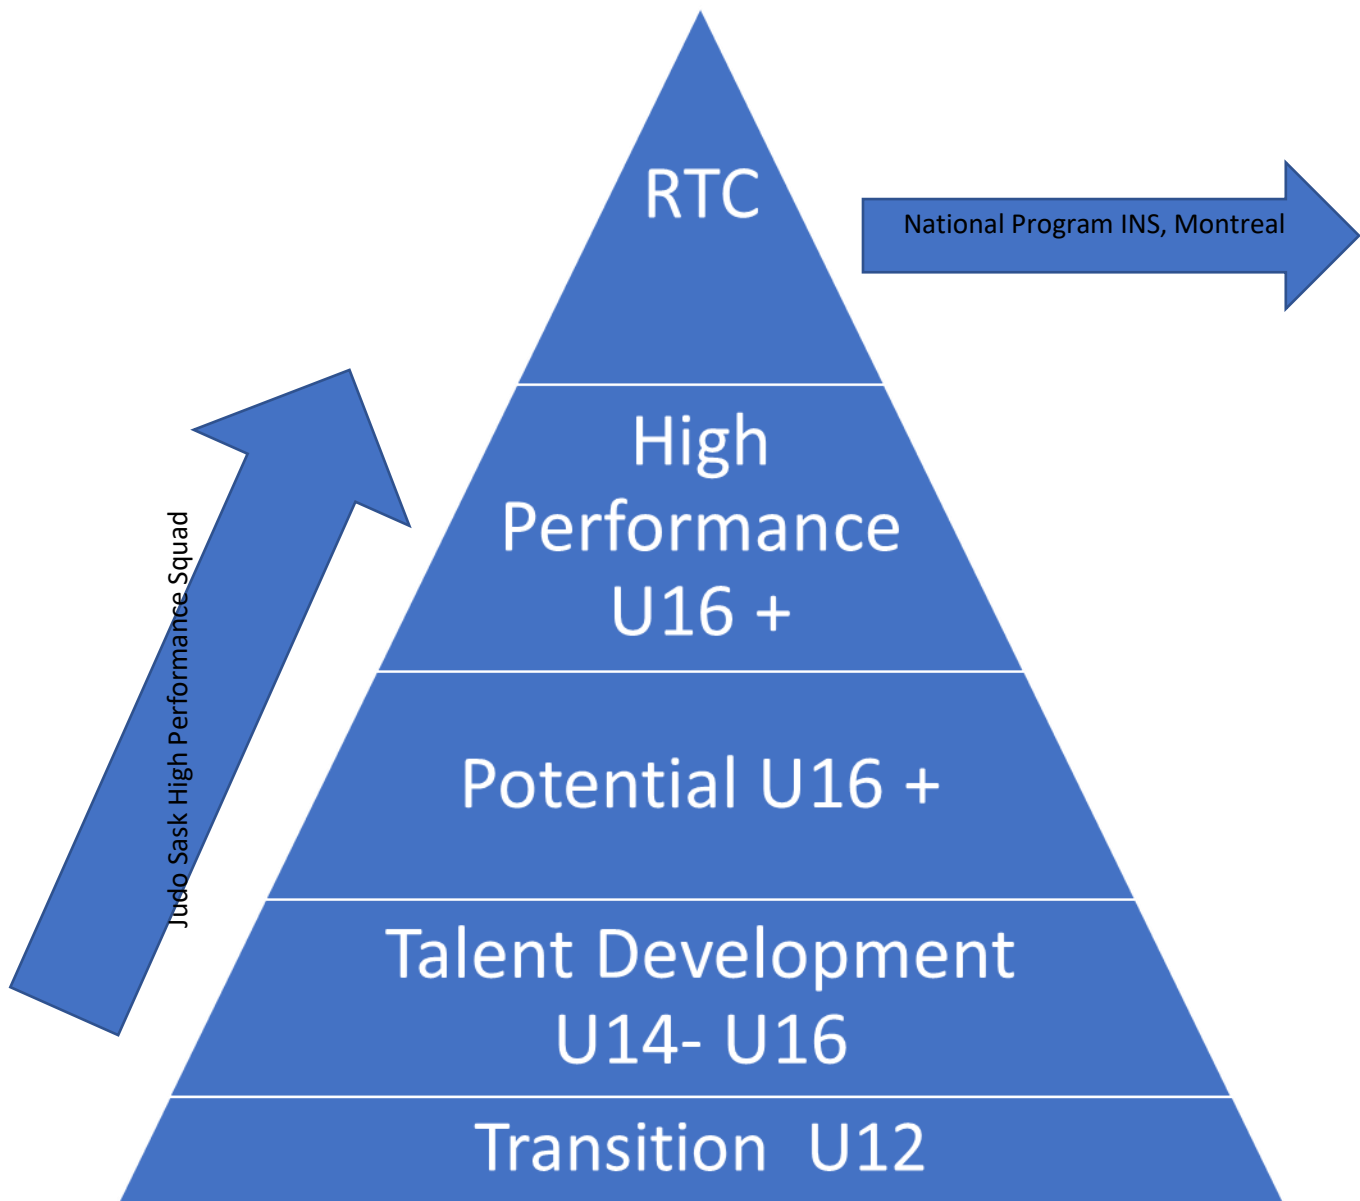 RTC
National Program INS, Montreal
High
Performance
U16 +
Judo Sask High Performance Squad
Potential U16 +
Talent Development
U14- U16
Transition  U12